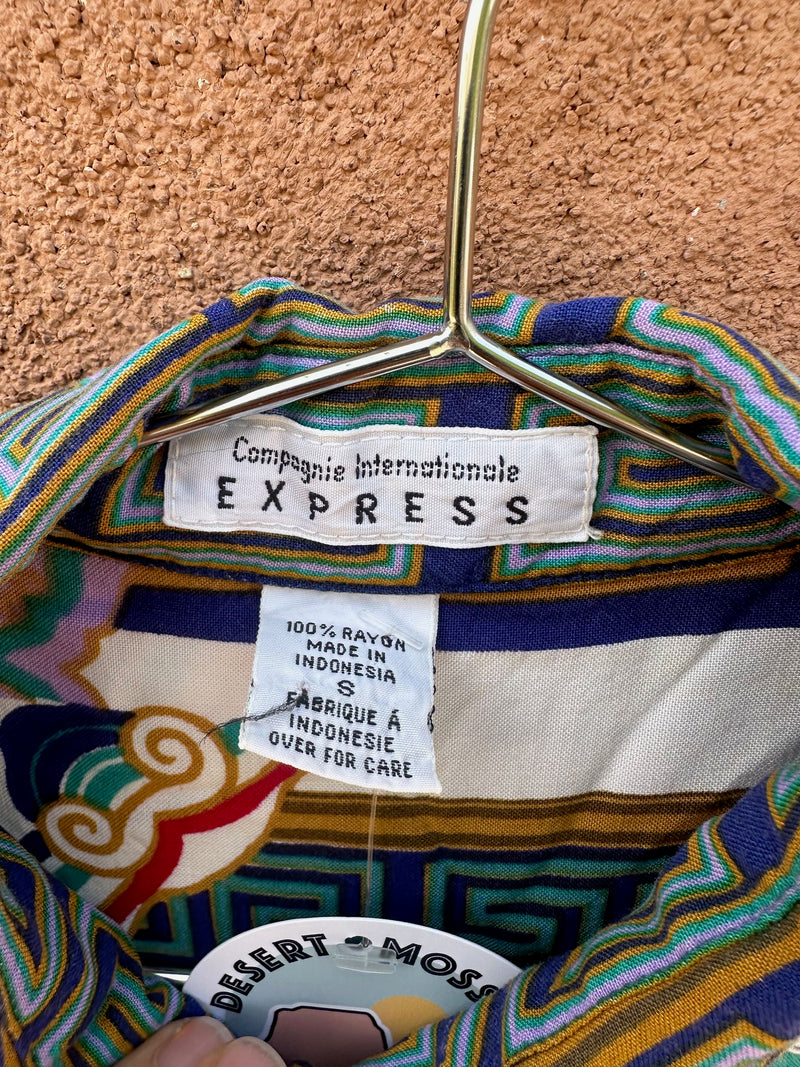 Compagnie Internationale
EXPRESS
100% RAYON
MADE IN
INDONESIA
S
FABRIQUE Á
INDONESIE
OVER FOR CARE
DESERT MOSS